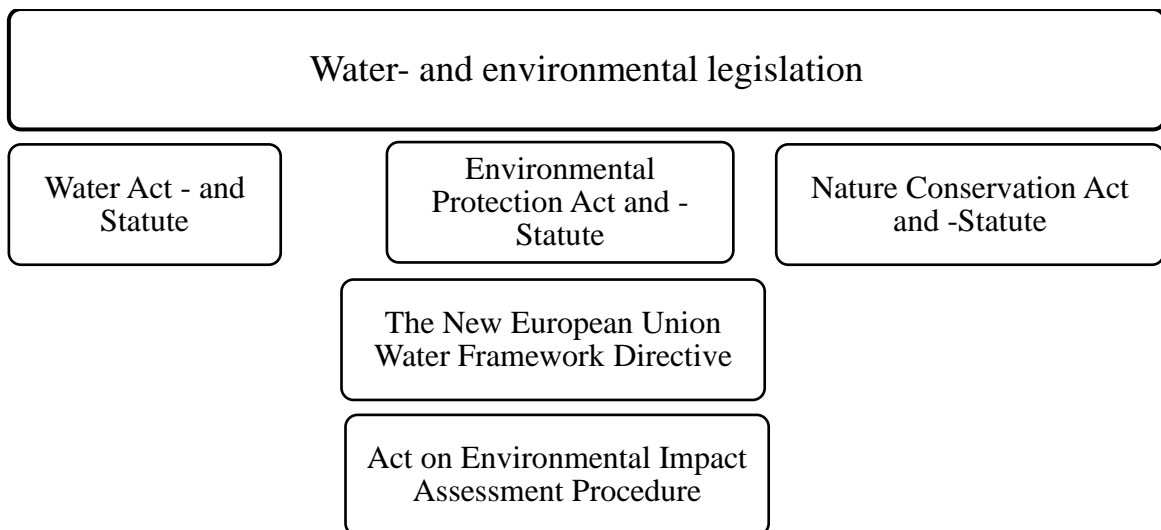 Water- and environmental legislation
Water Act - and
Statute
Environmental
Protection Act and -
Statute
Nature Conservation Act
and -Statute
The New European Union
Water Framework Directive
Act on Environmental Impact
Assessment Procedure